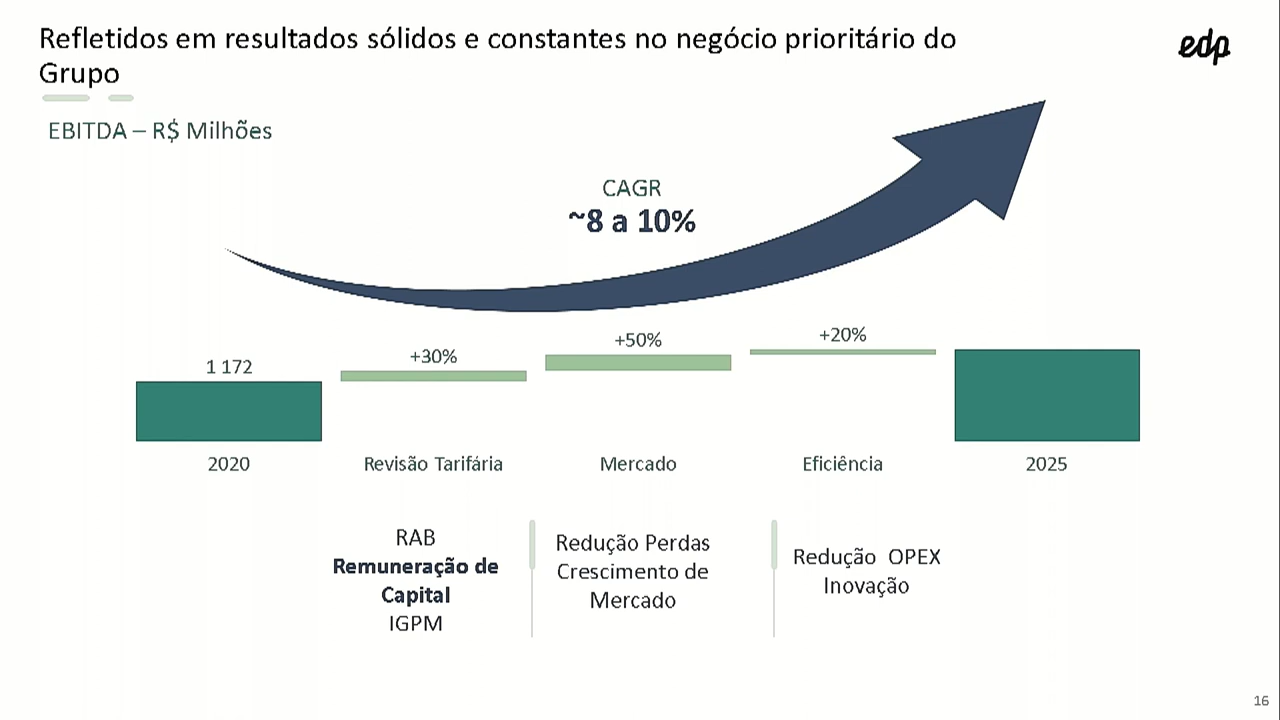 Refletidos em resultados sólidos e constantes no negócio prioritário do
Grupo
edp
EBITDA – R$ Milhões
CAGR
~8 a 10%
1 172
+30%
+50%
+20%
2020
Revisão Tarifária
Mercado
Eficiência
2025
RAB
Remuneração de
Capital
IGPM
Redução Perdas
Crescimento de
Mercado
Redução OPEX
Inovação
16